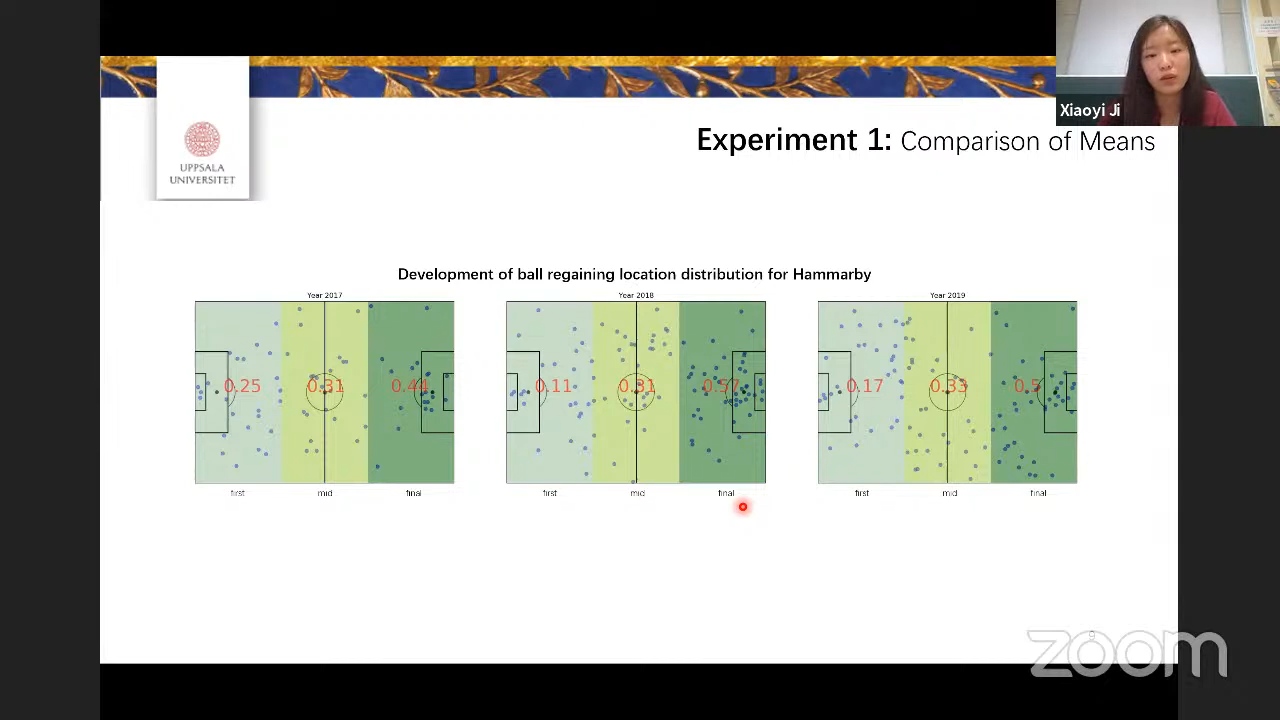 Xiaoyi Ji
Experiment 1: Comparison of Means
UPPSALA
UNIVERSITET
Development of ball regaining location distribution for Hammarby
Year 2017
Year 2018
Year 2019
0.25 0.31 0.44
0.11 0.31 0.57
0.17 0.33 0.5
first mid final
first mid final
first mid final
9
zoom